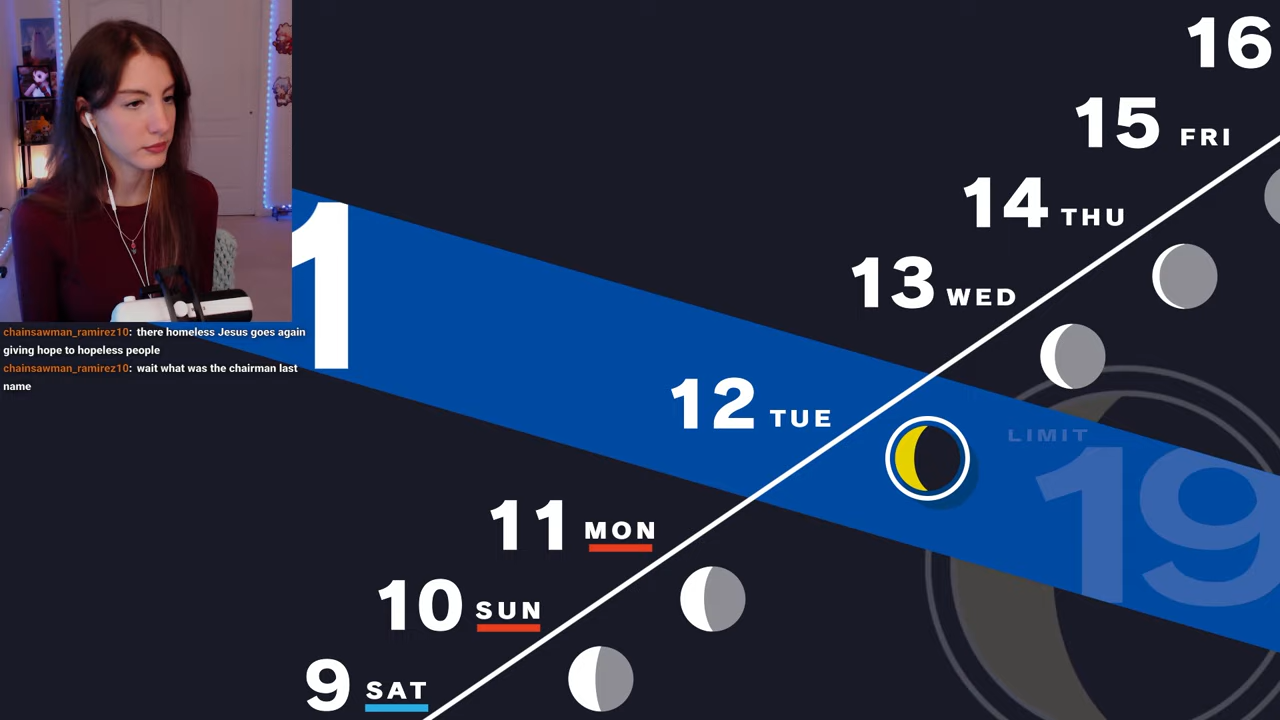 16
15 FRI
14 THU
13 WED
1
12 TUE
LIMIT
19
11 MON
10 SUN
9 SAT
chainsawman_ramirez10: there homeless Jesus goes again
giving hope to hopeless people
chainsawman_ramirez10: wait what was the chairman last
name